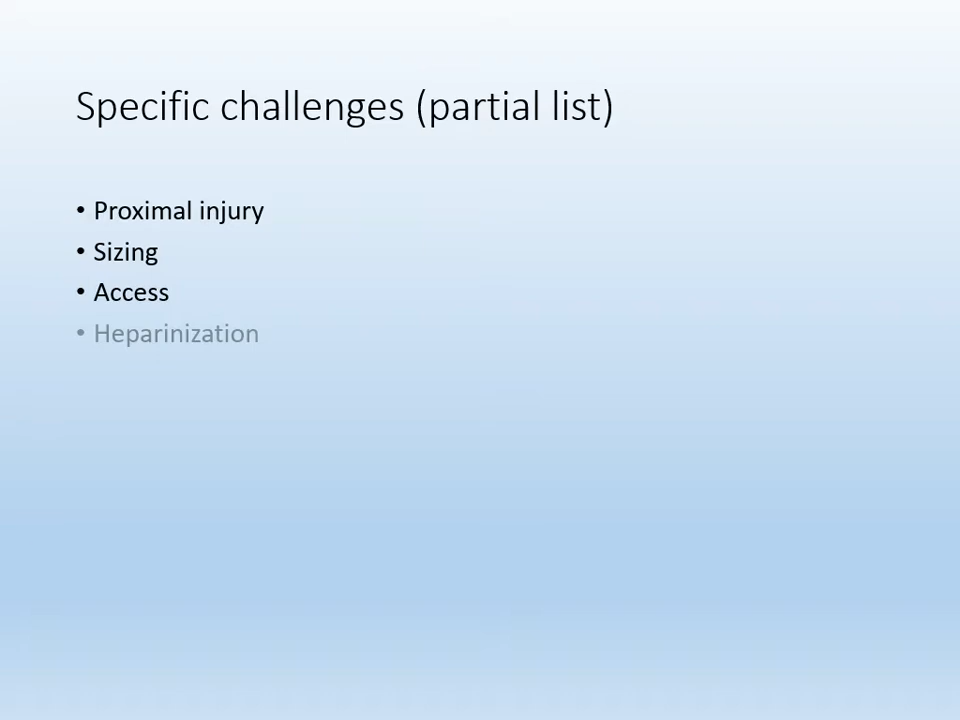 Specific challenges (partial list)
• Proximal injury
• Sizing
• Access
• Heparinization